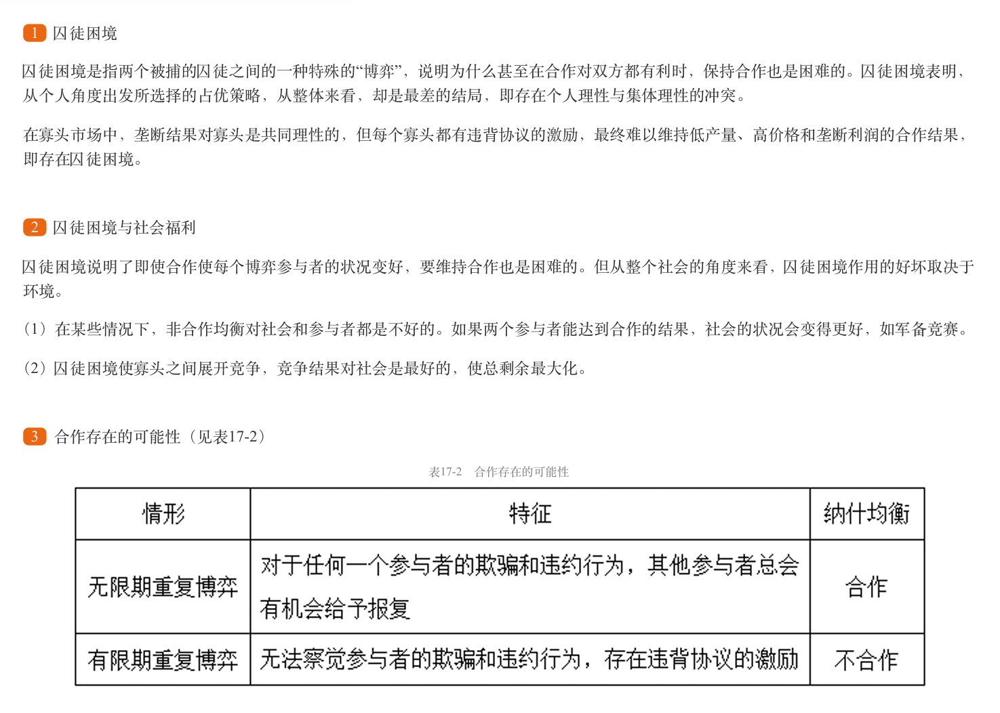 1 囚徒困境
囚徒困境是指两个被捕的囚徒之间的一种特殊的“博弈”，说明为什么甚至在合作对双方都有利时，保持合作也是困难的。囚徒困境表明，
从个人角度出发所选择的占优策略，从整体来看，却是最差的结局，即存在个人理性与集体理性的冲突。
在寡头市场中，垄断结果对寡头是共同理性的，但每个寡头都有违背协议的激励，最终难以维持低产量、高价格和垄断利润的合作结果，
即存在囚徒困境。
2 囚徒困境与社会福利
囚徒困境说明了即使合作使每个博弈参与者的状况变好，要维持合作也是困难的。但从整个社会的角度来看，囚徒困境作用的好坏取决于
环境。
（1）在某些情况下，非合作均衡对社会和参与者都是不好的。如果两个参与者能达到合作的结果，社会的状况会变得更好，如军备竞赛。
（2）囚徒困境使寡头之间展开竞争，竞争结果对社会是最好的，使总剩余最大化。
3 合作存在的可能性（见表17-2）
表17-2 合作存在的可能性
情形 特征 纳什均衡
无限期重复博弈 对于任何一个参与者的欺骗和违约行为，其他参与者总会
有机会给予报复 合作
有限期重复博弈 无法察觉参与者的欺骗和违约行为，存在违背协议的激励 不合作